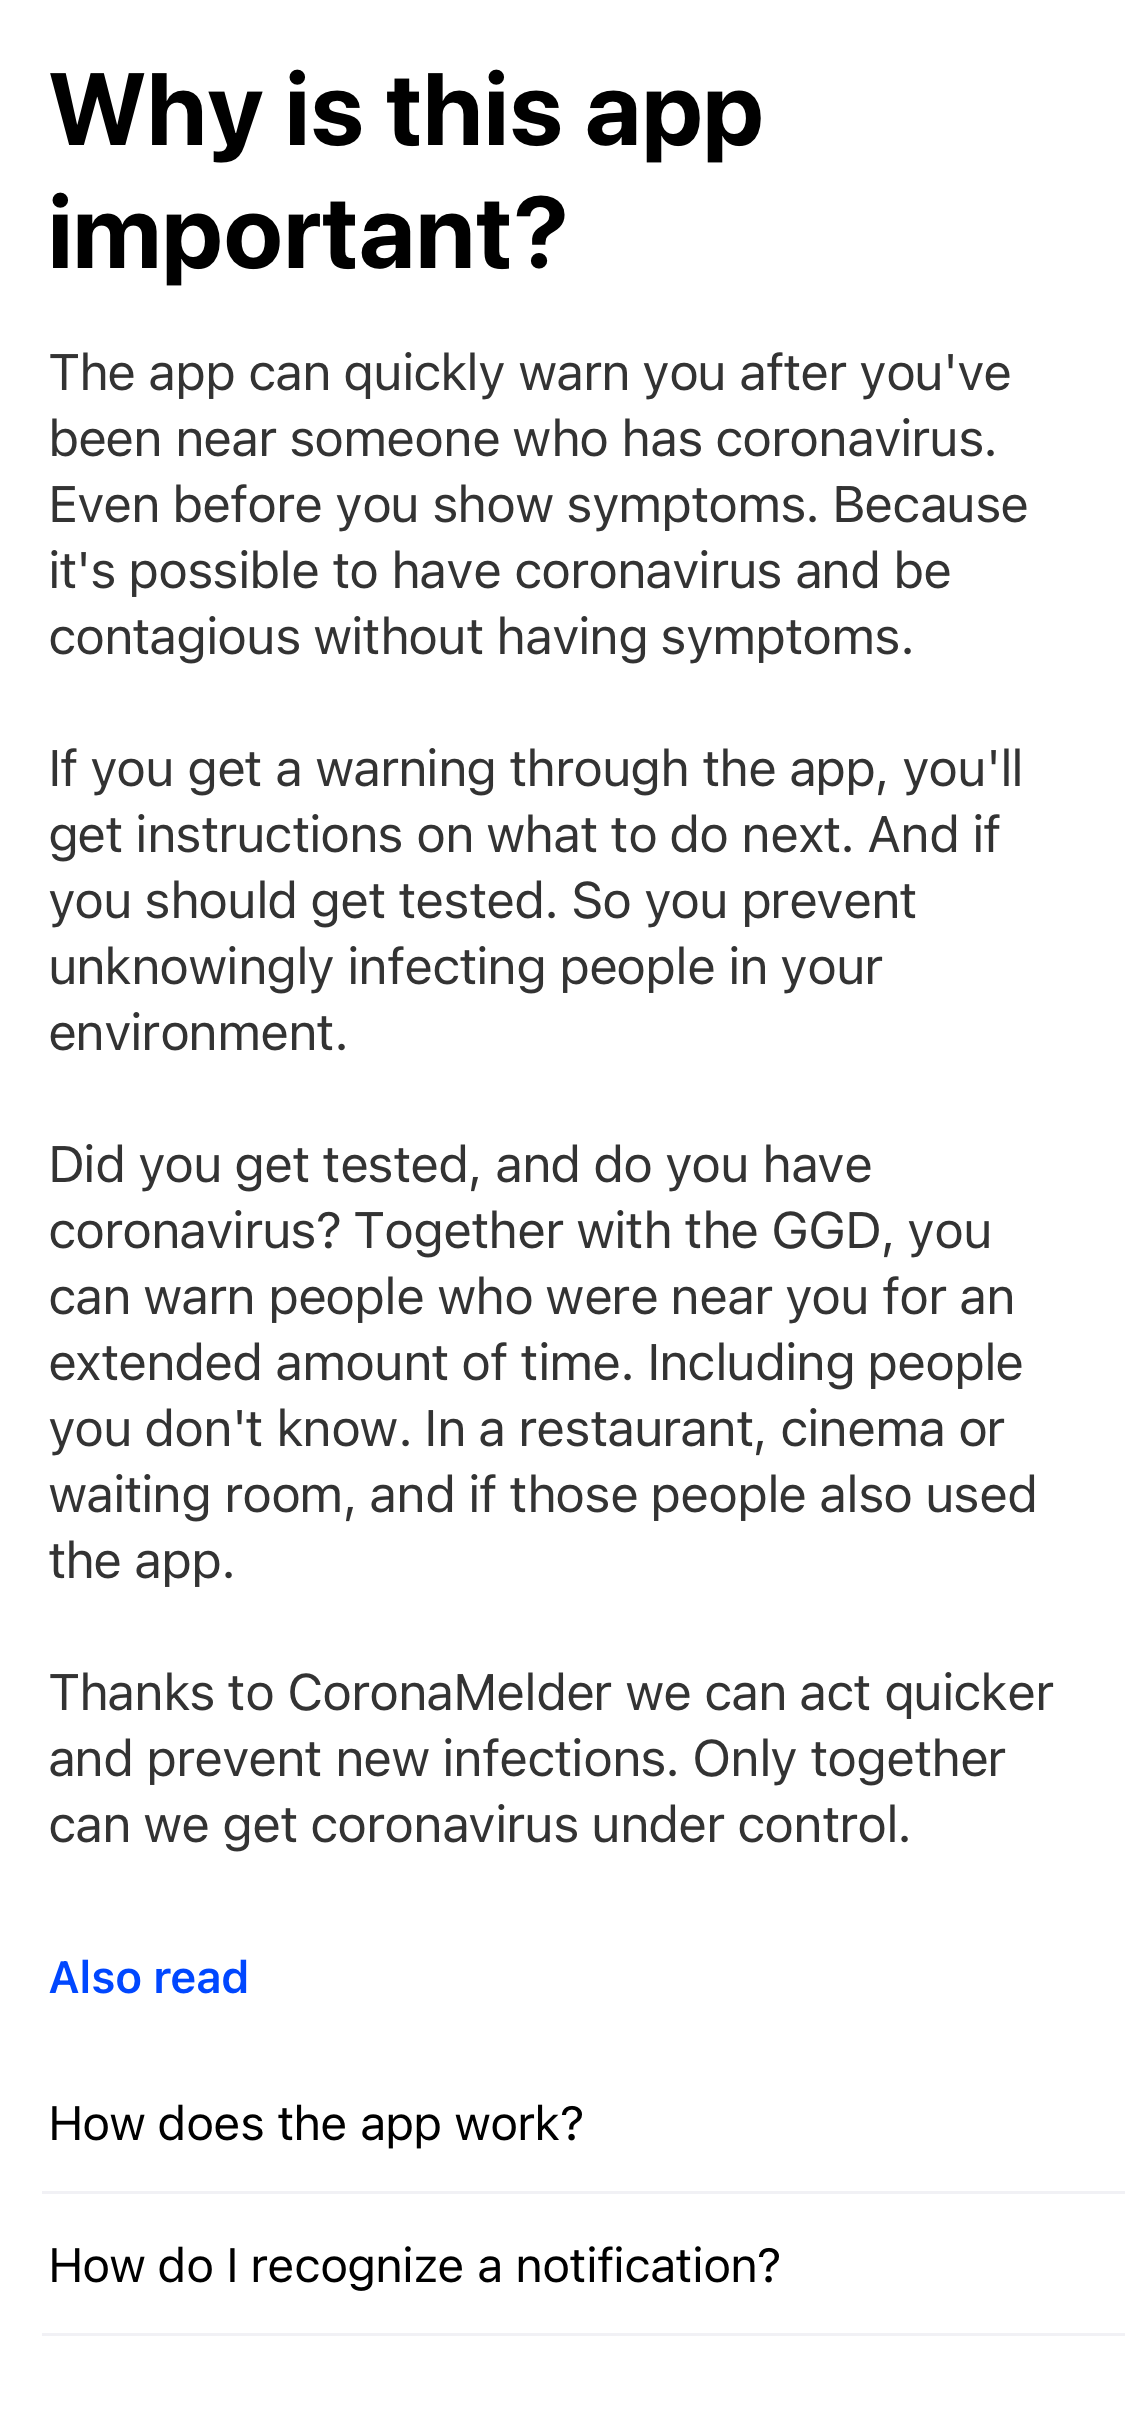 Why is this app
important?
The app can quickly warn you after you've
been near someone who has coronavirus.
Even before you show symptoms. Because
it's possible to have coronavirus and be
contagious without having symptoms.
If you get a warning through the app, you'll
get instructions on what to do next. And if
you should get tested. So you prevent
unknowingly infecting people in your
environment.
Did you get tested, and do you have
coronavirus? Together with the GGD, you
can warn people who were near you for an
extended amount of time. Including people
you don't know. In a restaurant, cinema or
waiting room, and if those people also used
the app.
Thanks to CoronaMelder we can act quicker
and prevent new infections. Only together
can we get coronavirus under control.
Also read
How does the app work?
How do I recognize a notification?